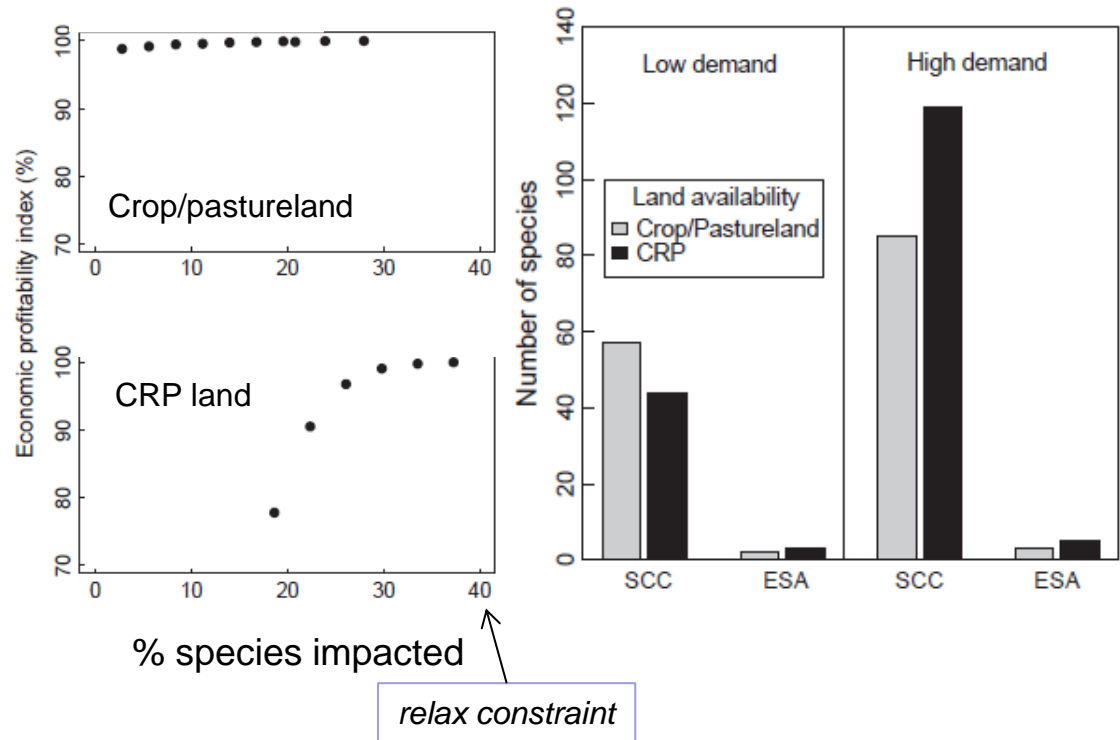 Economic profitability index (%)
100
90
80
70
Crop/pastureland
0 10 20 30 40
100
90
80
70
CRP land
0 10 20 30 40
% species impacted
relax constraint
Number of species
140
120
100
80
60
40
20
0
Low demand
High demand
Land availability
Crop/Pastureland
CRP
SCC ESA SCC ESA